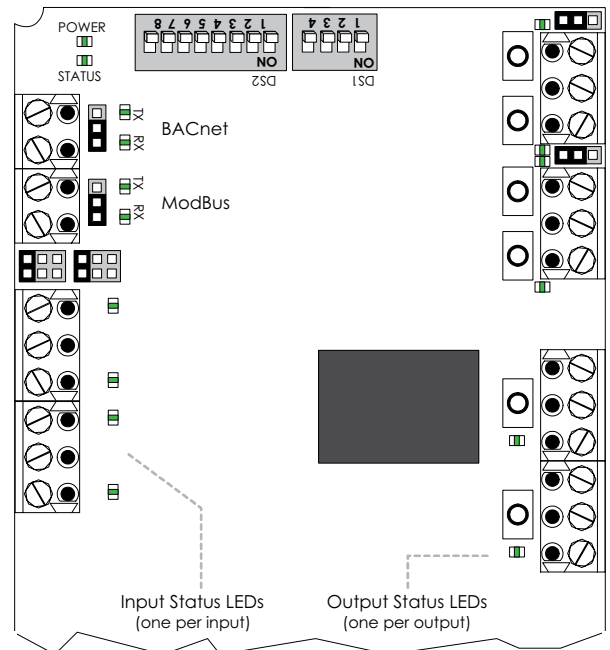 POWER
STATUS
8 7 6 5 4 3 2 1
ON
DS2
4 3 2 1
ON
DS1
TX
RX
BACnet
TX
RX
ModBus
Input Status LEDs
(one per input)
Output Status LEDs
(one per output)